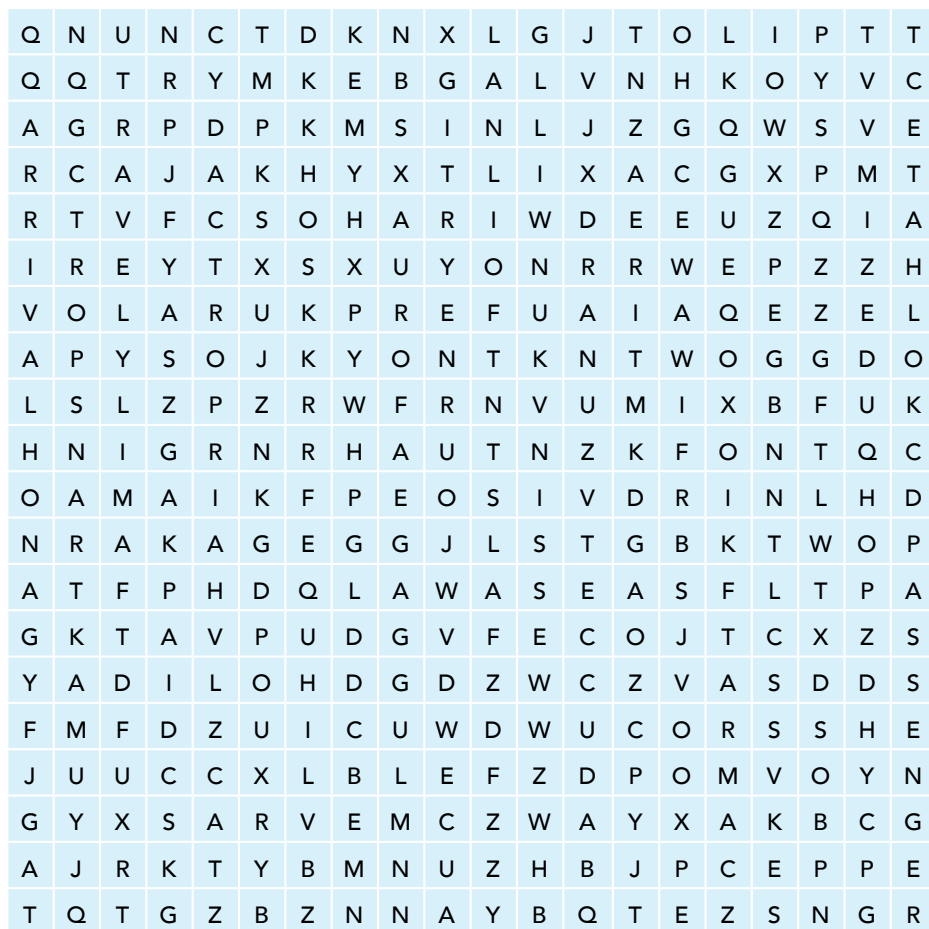 Q N U N C T D K N X L G J T O L I P T T
Q Q T R Y M K E B G A L V N H K O Y V C
A G R P D P K M S I N L J Z G Q W S V E
R C A J A K H Y X T L I X A C G X P M T
R T V F C S O H A R I W D E E U Z Q I A
I R E Y T X S X U Y O N R R W E P Z Z H
V O L A R U K P R E F U A I A Q E Z E L
A P Y S O J K Y O N T K N T W O G G D O
L S L Z P Z R W F R N V U M I X B F U K
H N I G R N R H A U T N Z K F O N T Q C
O A M A I K F P E O S I V D R I N L H D
N R A K A G E G G J L S T G B K T W O P
A T F P H D Q L A W A S E A S F L T P A
G K T A V P U D G V F E C O J T C X Z S
Y A D I L O H D G D Z W C Z V A S D D S
F M F D Z U I C U W D W U C O R S S H E
J U U C C X L B L E F Z D P O M V O Y N
G Y X S A R V E M C Z W A Y X A K B C G
A J R K T Y B M N U Z H B J P C E P P E
T Q T G Z B Z N N A Y B Q T E Z S N G R